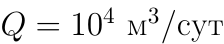 Q = 10⁴ м³/сут